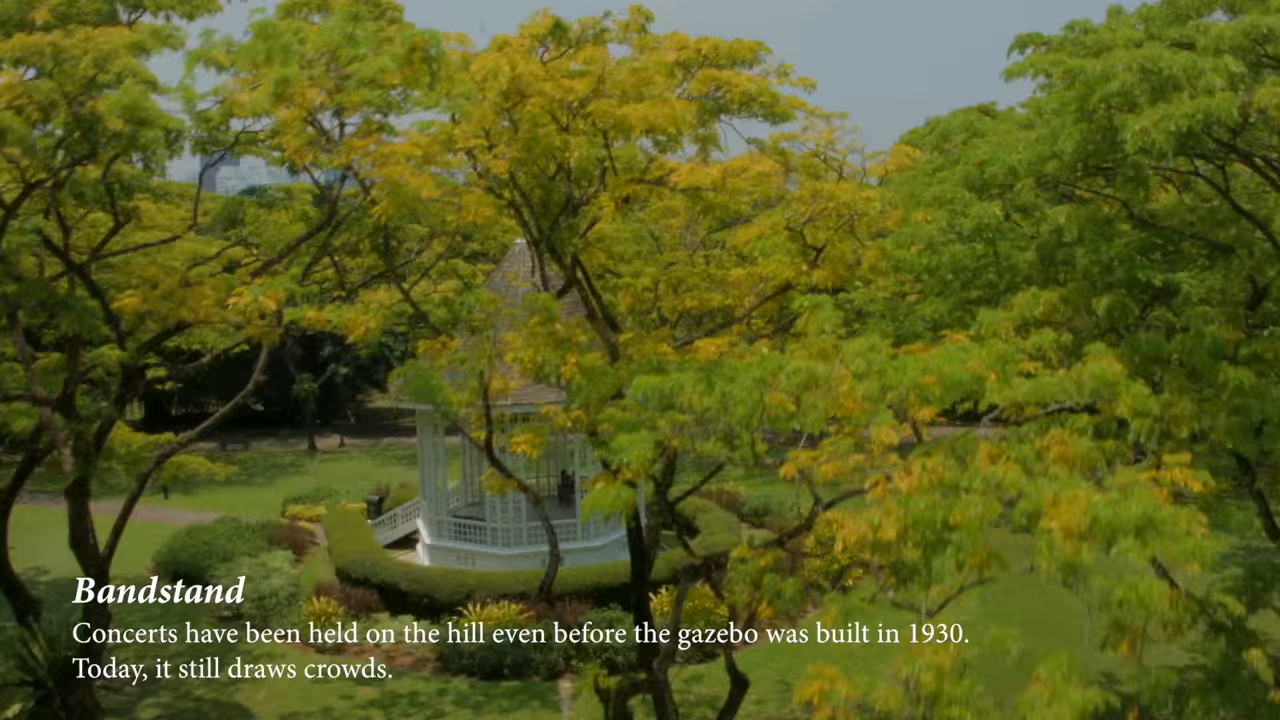 Bandstand
Concerts have been held on the hill even before the gazebo was built in 1930.
Today, it still draws crowds.